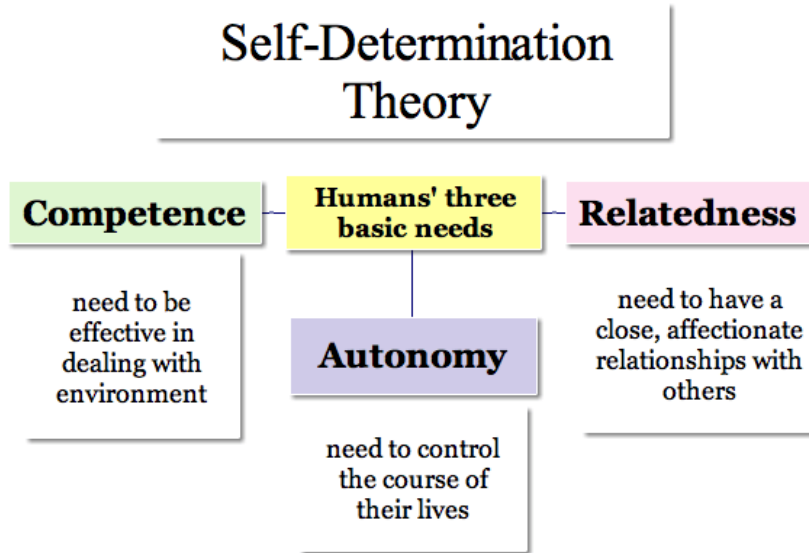 Self-Determination
Theory
Competence
Humans' three
basic needs
Relatedness
need to be
effective in
dealing with
environment
Autonomy
need to have a
close, affectionate
relationships with
others
need to control
the course of
their lives